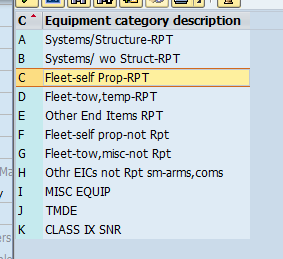 C Equipment category description
A Systems/Structure-RPT
B Systems/ wo Struct-RPT
C Fleet-self Prop-RPT
D Fleet-tow,temp-RPT
E Other End Items RPT
F Fleet-self prop-not Rpt
G Fleet-tow,misc-not Rpt
H Othr EICs not Rpt sm-arms,coms
I MISC EQUIP
J TMDE
K CLASS IX SNR